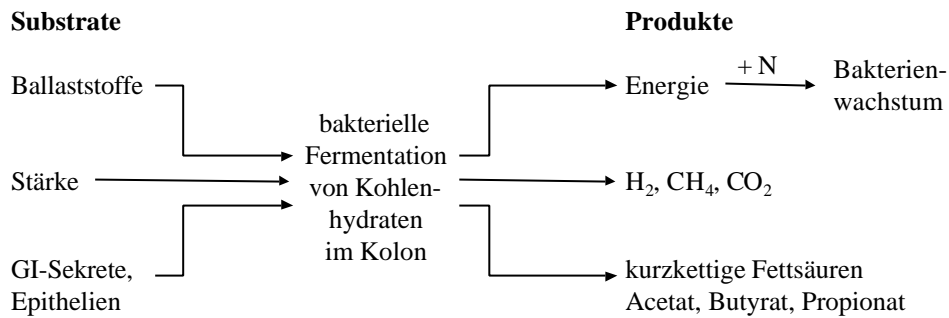 Substrate
Produkte
Ballaststoffe
Energie
+ N
Bakterien-
wachstum
bakterielle
Fermentation
von Kohlen-
hydraten
im Kolon
Stärke
H₂, CH₄, CO₂
GI-Sekrete,
Epithelien
kurzkettige Fettsäuren
Acetat, Butyrat, Propionat